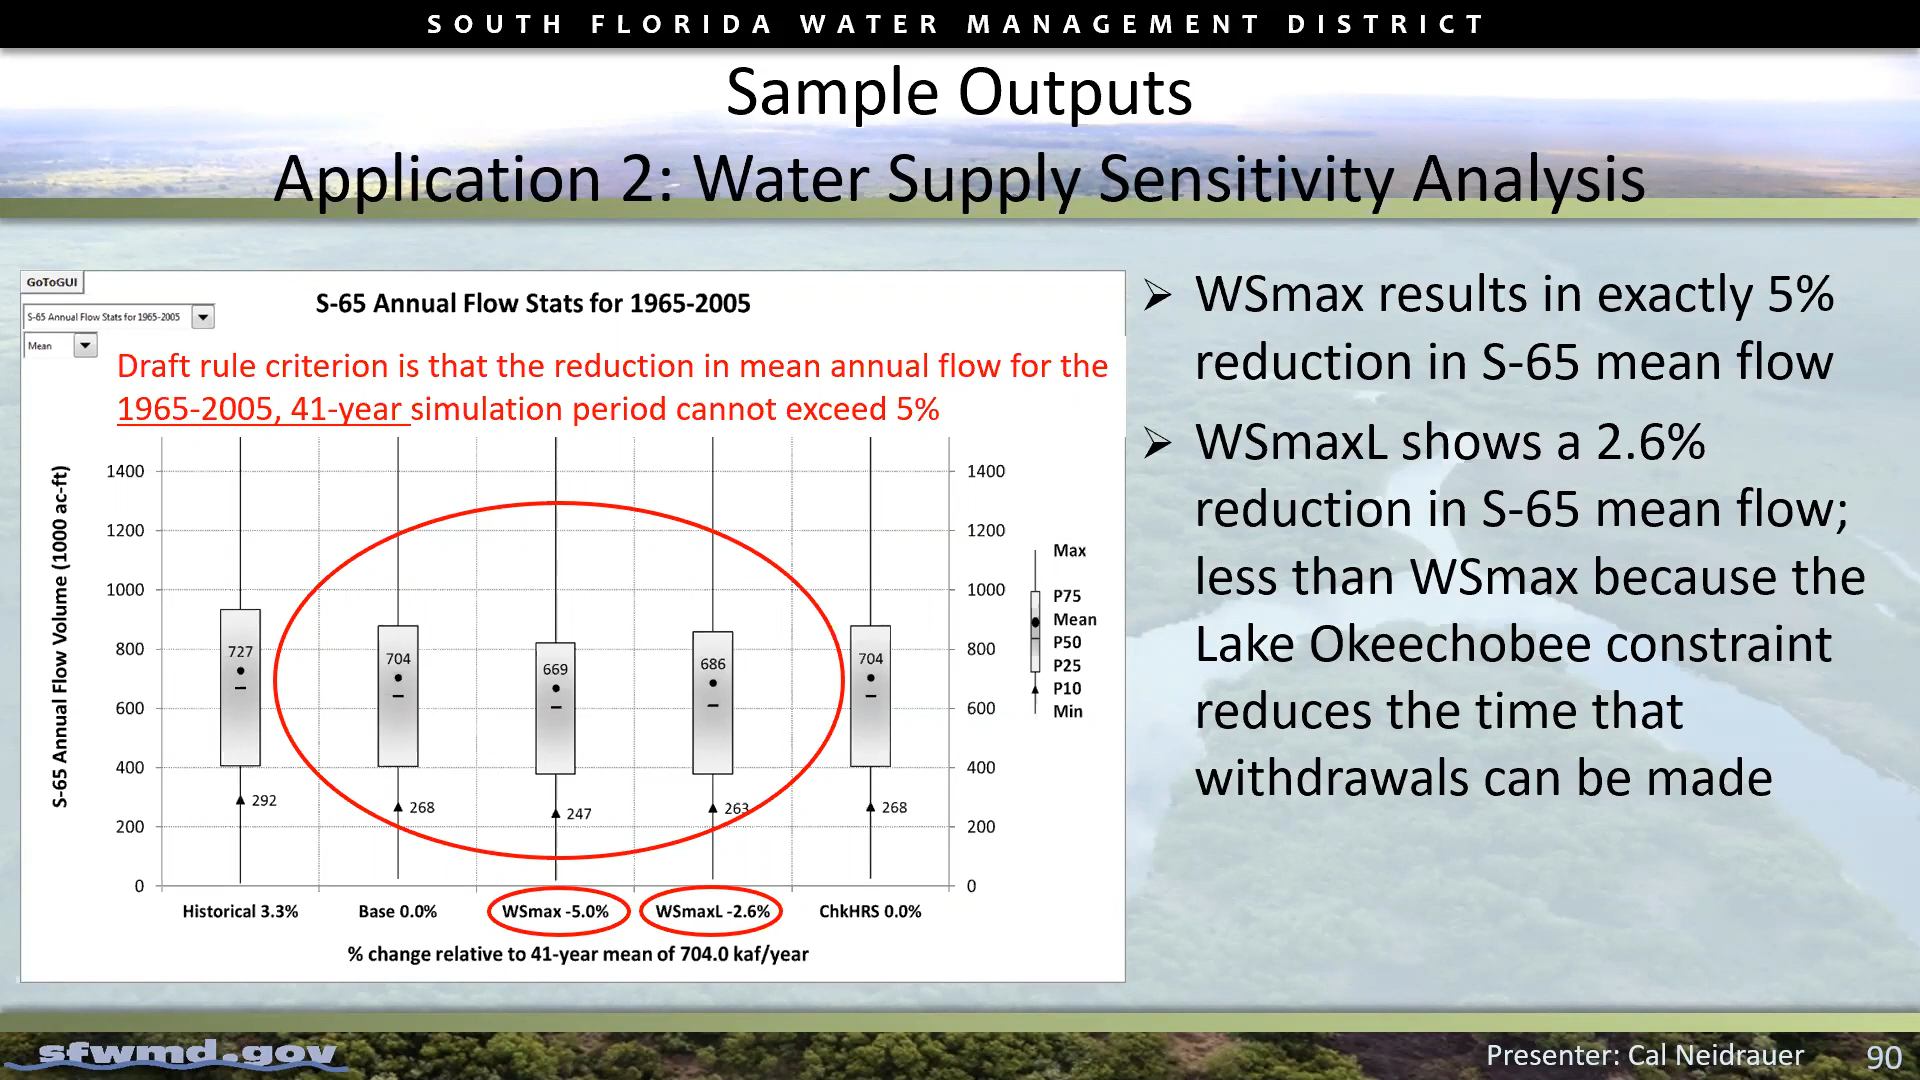 SOUTH FLORIDA WATER MANAGEMENT DISTRICT
Sample Outputs
Application 2: Water Supply Sensitivity Analysis
GoToGUI
S-65 Annual Flow Stats for 1965-2005
Mean
S-65 Annual Flow Stats for 1965-2005
Draft rule criterion is that the reduction in mean annual flow for the
1965-2005, 41-year simulation period cannot exceed 5%
S-65 Annual Flow Volume (1000 ac-ft)
1400 1400
1200 1200
1000 1000
800 800
600 600
400 400
200 200
0 0
727 704 669 686 704
292 268 247 263 268
Max
P75
Mean
P50
P25
P10
Min
Historical 3.3% Base 0.0% WSmax -5.0% WSmaxL -2.6% ChkHRS 0.0%
% change relative to 41-year mean of 704.0 kaf/year
➢ WSmax results in exactly 5%
reduction in S-65 mean flow
➢ WSmaxL shows a 2.6%
reduction in S-65 mean flow;
less than WSmax because the
Lake Okeechobee constraint
reduces the time that
withdrawals can be made
sfwmd.gov
Presenter: Cal Neidrauer 90